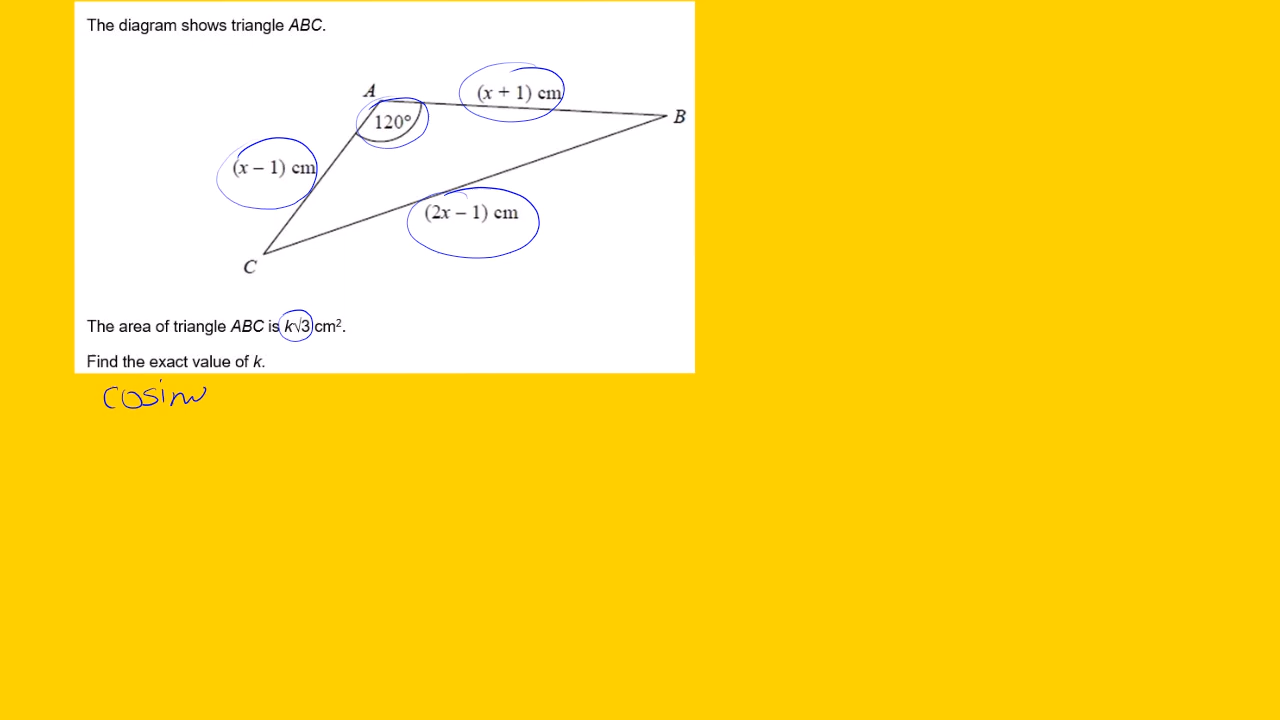 The diagram shows triangle ABC.
A
(x + 1) cm
B
120°
(x – 1) cm
(2x – 1) cm
C
The area of triangle ABC is k√3 cm².
Find the exact value of k.